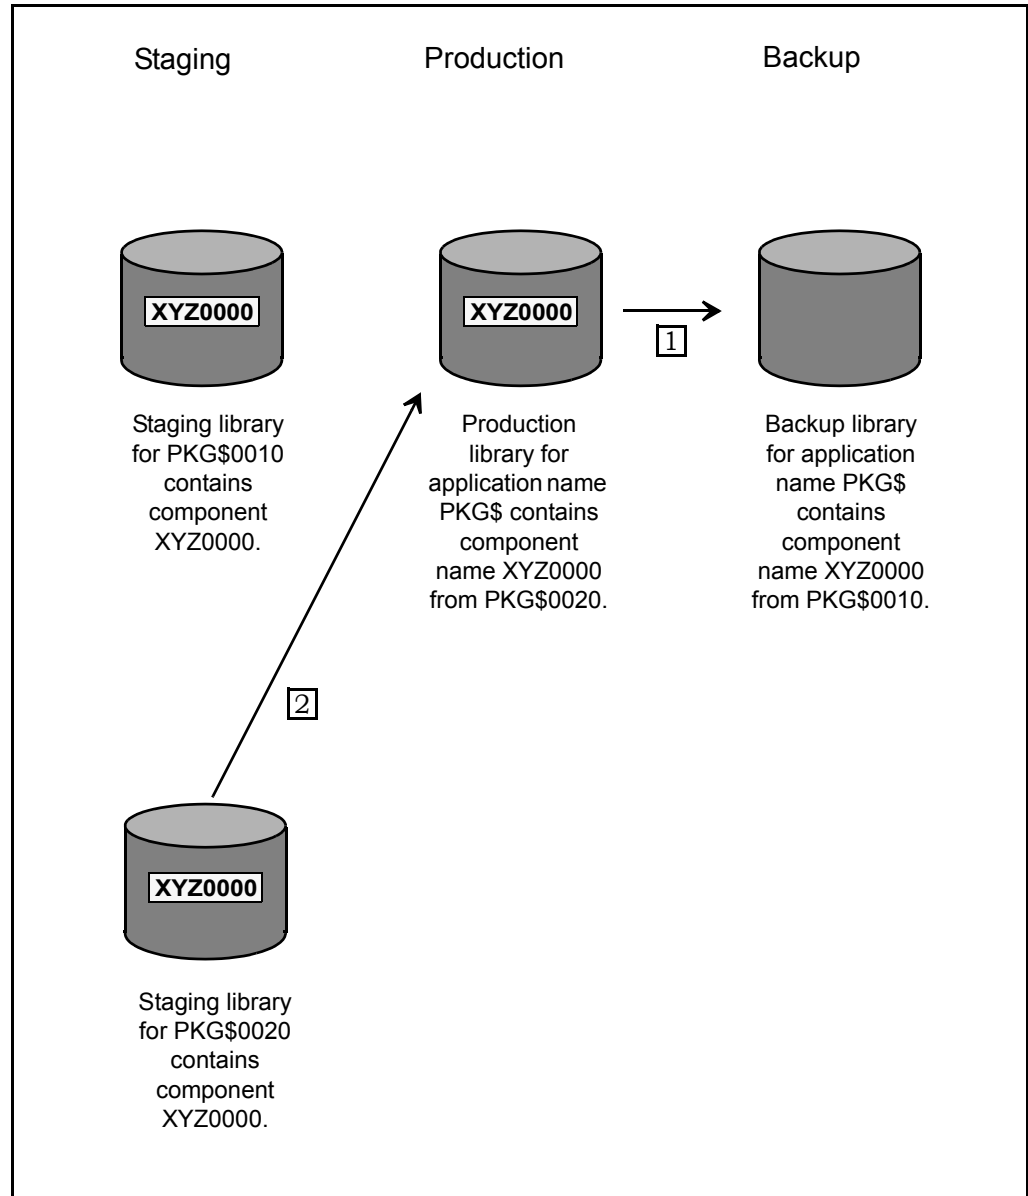 Staging
Production
Backup
XYZ0000
XYZ0000
1
Staging library
for PKG$0010
contains
component
XYZ0000.
Production
library for
application name
PKG$ contains
component
name XYZ0000
from PKG$0020.
Backup library
for application
name PKG$
contains
component
name XYZ0000
from PKG$0010.
2
XYZ0000
Staging library
for PKG$0020
contains
component
XYZ0000.